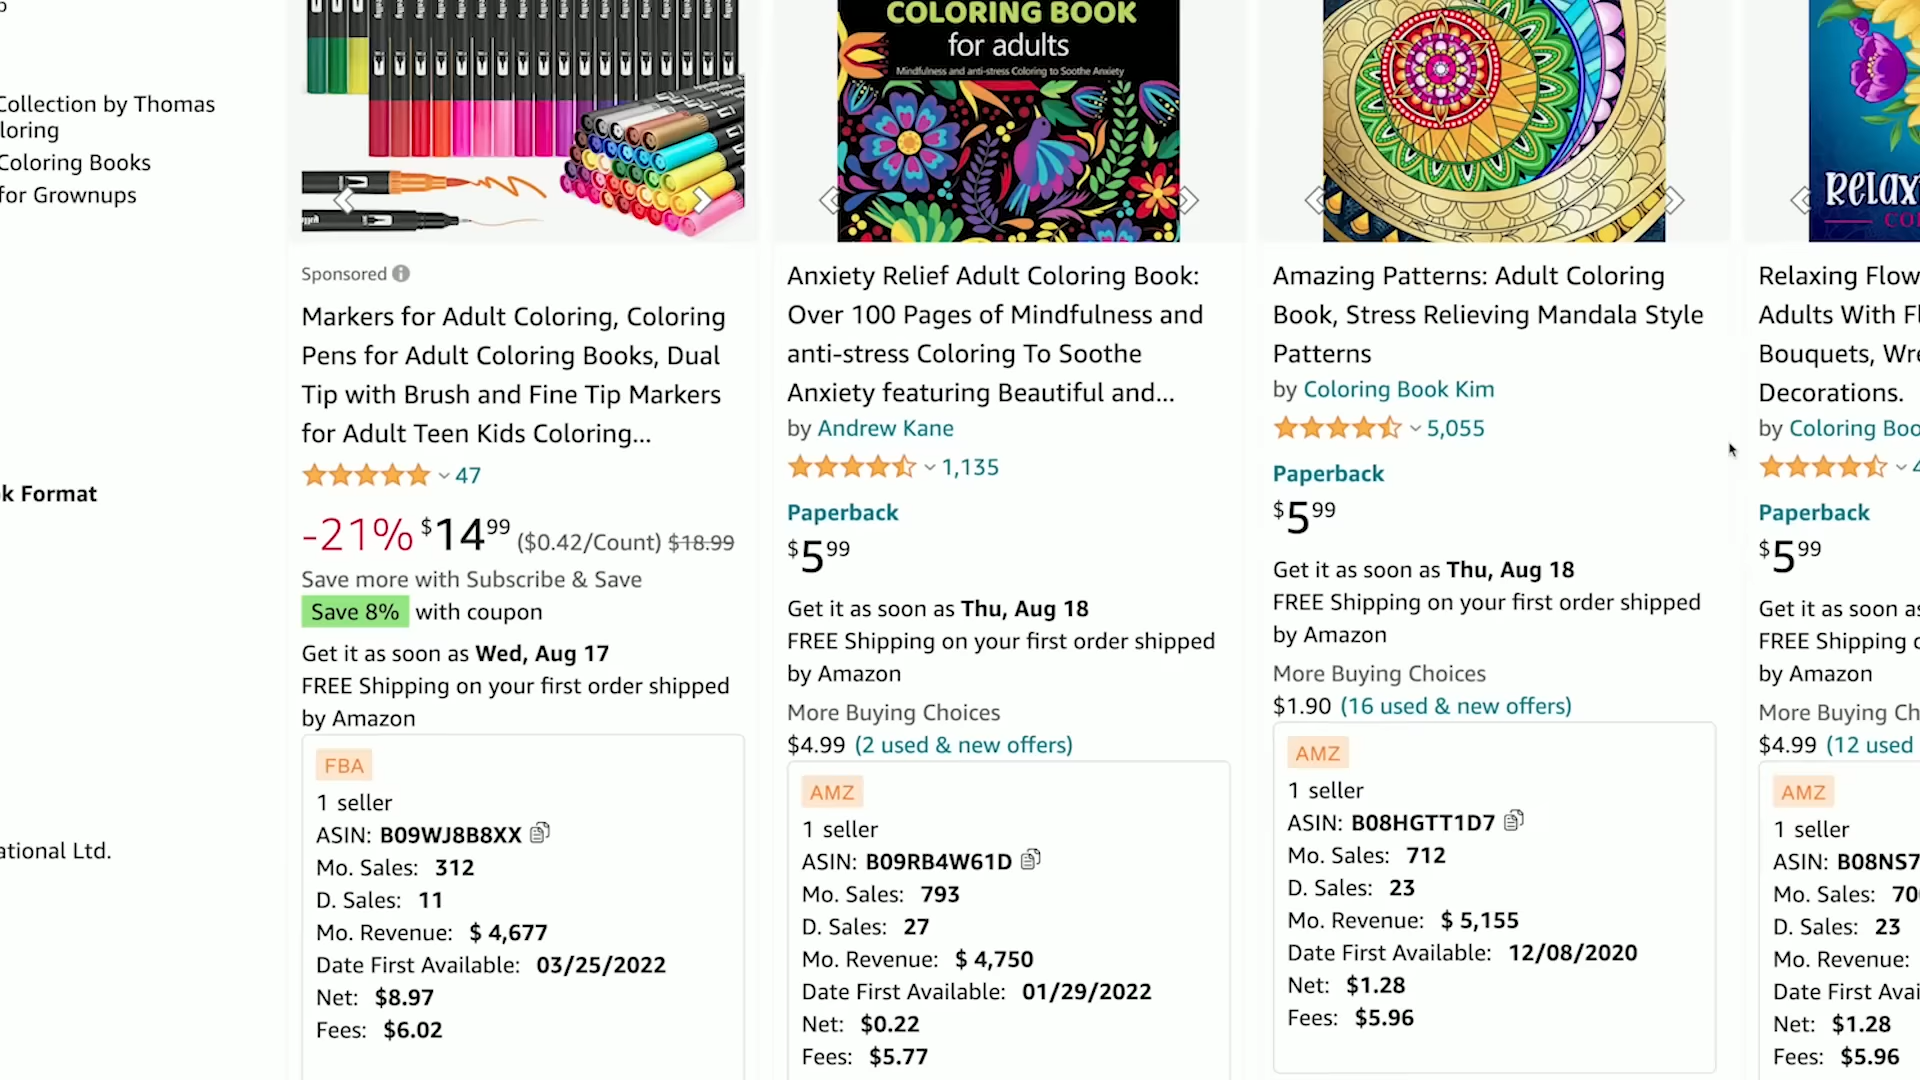 Collection by Thomas
loring
Coloring Books
for Grownups
k Format
ational Ltd.
Sponsored
Markers for Adult Coloring, Coloring
Pens for Adult Coloring Books, Dual
Tip with Brush and Fine Tip Markers
for Adult Teen Kids Coloring...
47
-21% $14 99 ($0.42/Count) $18.99
Save more with Subscribe & Save
Save 8% with coupon
Get it as soon as Wed, Aug 17
FREE Shipping on your first order shipped
by Amazon
FBA
1 seller
ASIN: B09WJ8B8XX
Mo. Sales: 312
D. Sales: 11
Mo. Revenue: $ 4,677
Date First Available: 03/25/2022
Net: $8.97
Fees: $6.02
COLORING BOOK
for adults
Mindfulness and anti-stress Coloring to Soothe Anxiety
Anxiety Relief Adult Coloring Book:
Over 100 Pages of Mindfulness and
anti-stress Coloring To Soothe
Anxiety featuring Beautiful and...
by Andrew Kane
1,135
Paperback
$5 99
Get it as soon as Thu, Aug 18
FREE Shipping on your first order shipped
by Amazon
More Buying Choices
$4.99 (2 used & new offers)
AMZ
1 seller
ASIN: B09RB4W61D
Mo. Sales: 793
D. Sales: 27
Mo. Revenue: $ 4,750
Date First Available: 01/29/2022
Net: $0.22
Fees: $5.77
Amazing Patterns: Adult Coloring
Book, Stress Relieving Mandala Style
Patterns
by Coloring Book Kim
5,055
Paperback
$5 99
Get it as soon as Thu, Aug 18
FREE Shipping on your first order shipped
by Amazon
More Buying Choices
$1.90 (16 used & new offers)
AMZ
1 seller
ASIN: B08HGTT1D7
Mo. Sales: 712
D. Sales: 23
Mo. Revenue: $ 5,155
Date First Available: 12/08/2020
Net: $1.28
Fees: $5.96
RELAX
CO
Relaxing Flow
Adults With Fl
Bouquets, Wre
Decorations.
by Coloring Boo
4
Paperback
$5 99
Get it as soon as
FREE Shipping o
by Amazon
More Buying Ch
$4.99 (12 used
AMZ
1 seller
ASIN: B08NS7
Mo. Sales: 70
D. Sales: 23
Mo. Revenue:
Date First Avai
Net: $1.28
Fees: $5.96